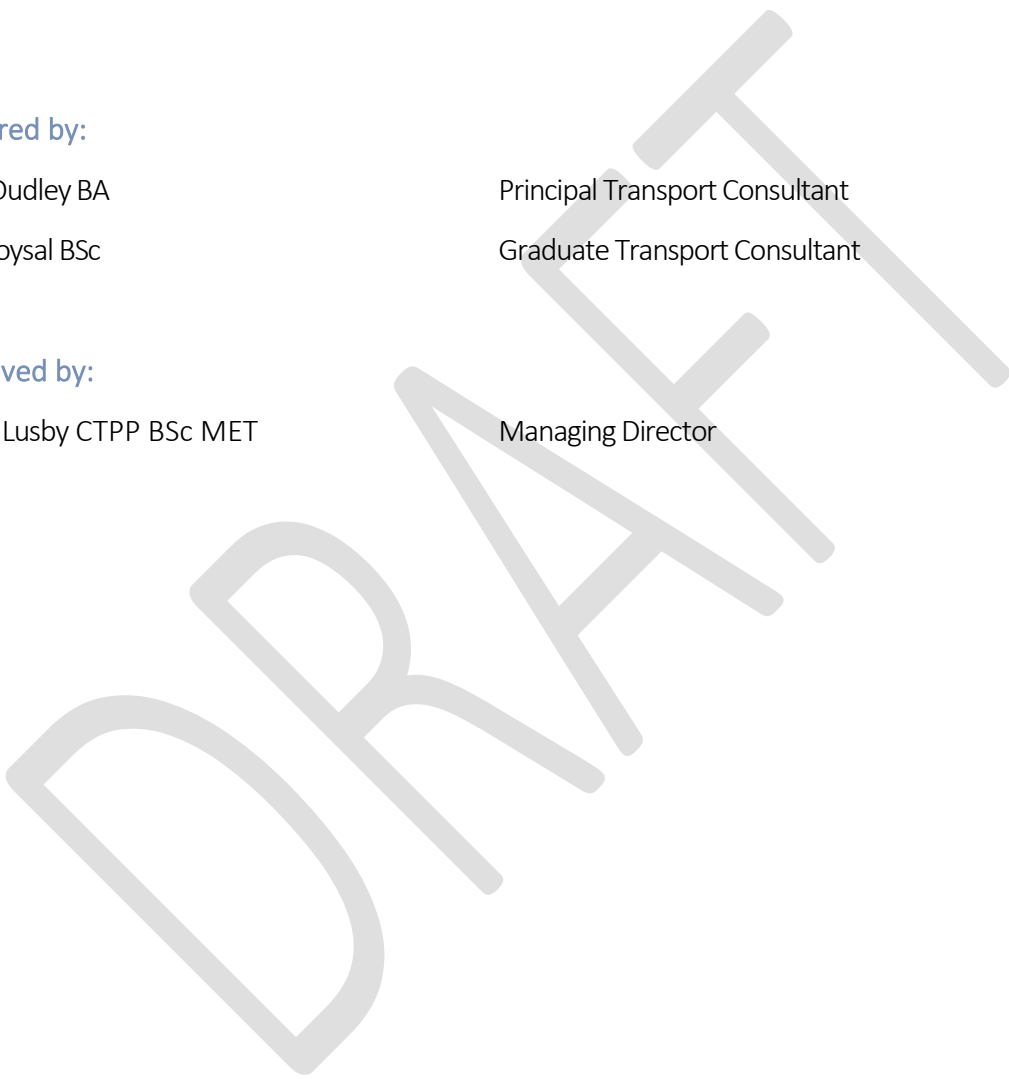 red by:
Dudley BA Principal Transport Consultant
oysal BSc Graduate Transport Consultant
ved by:
Lusby CTPP BSc MET Managing Director
DRAFT